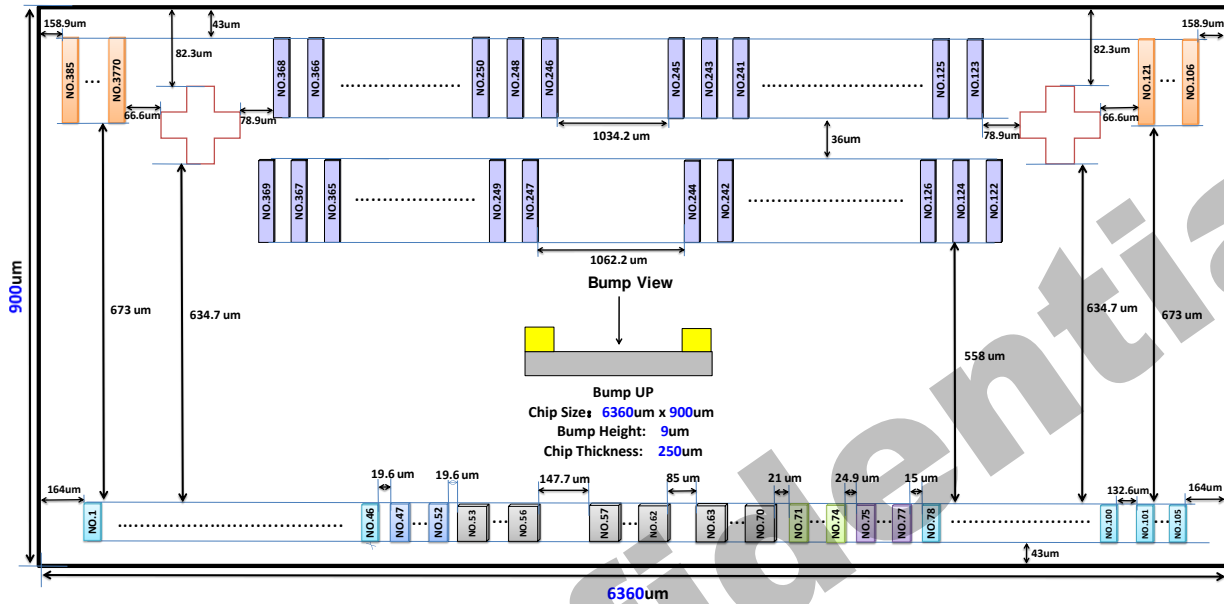 158.9um
43um
158.9um
82.3um
82.3um
NO.385
...
NO.3770
NO.368
NO.366
NO.250
NO.248
NO.246
NO.245
NO.243
NO.241
NO.125
NO.123
NO.121
...
NO.106
66.6um
78.9um
1034.2 um
36um
78.9um
66.6um
NO.369
NO.367
NO.365
NO.249
NO.247
NO.244
NO.242
NO.126
NO.124
NO.122
1062.2 um
Bump View
900um
673 um
634.7 um
558 um
634.7 um
673 um
Bump UP
Chip Size: 6360um x 900um
Bump Height: 9um
Chip Thickness: 250um
164um
19.6 um
19.6 um
147.7um
85 um
21 um
24.9 um
15 um
132.6um
164um
NO.1
NO.46
NO.47
...
NO.52
NO.53
...
NO.56
NO.57
...
NO.62
NO.63
...
NO.70
NO.71
...
NO.74
NO.75
...
NO.77
NO.78
NO.100
NO.101
...
NO.105
43um
6360um
fidentia